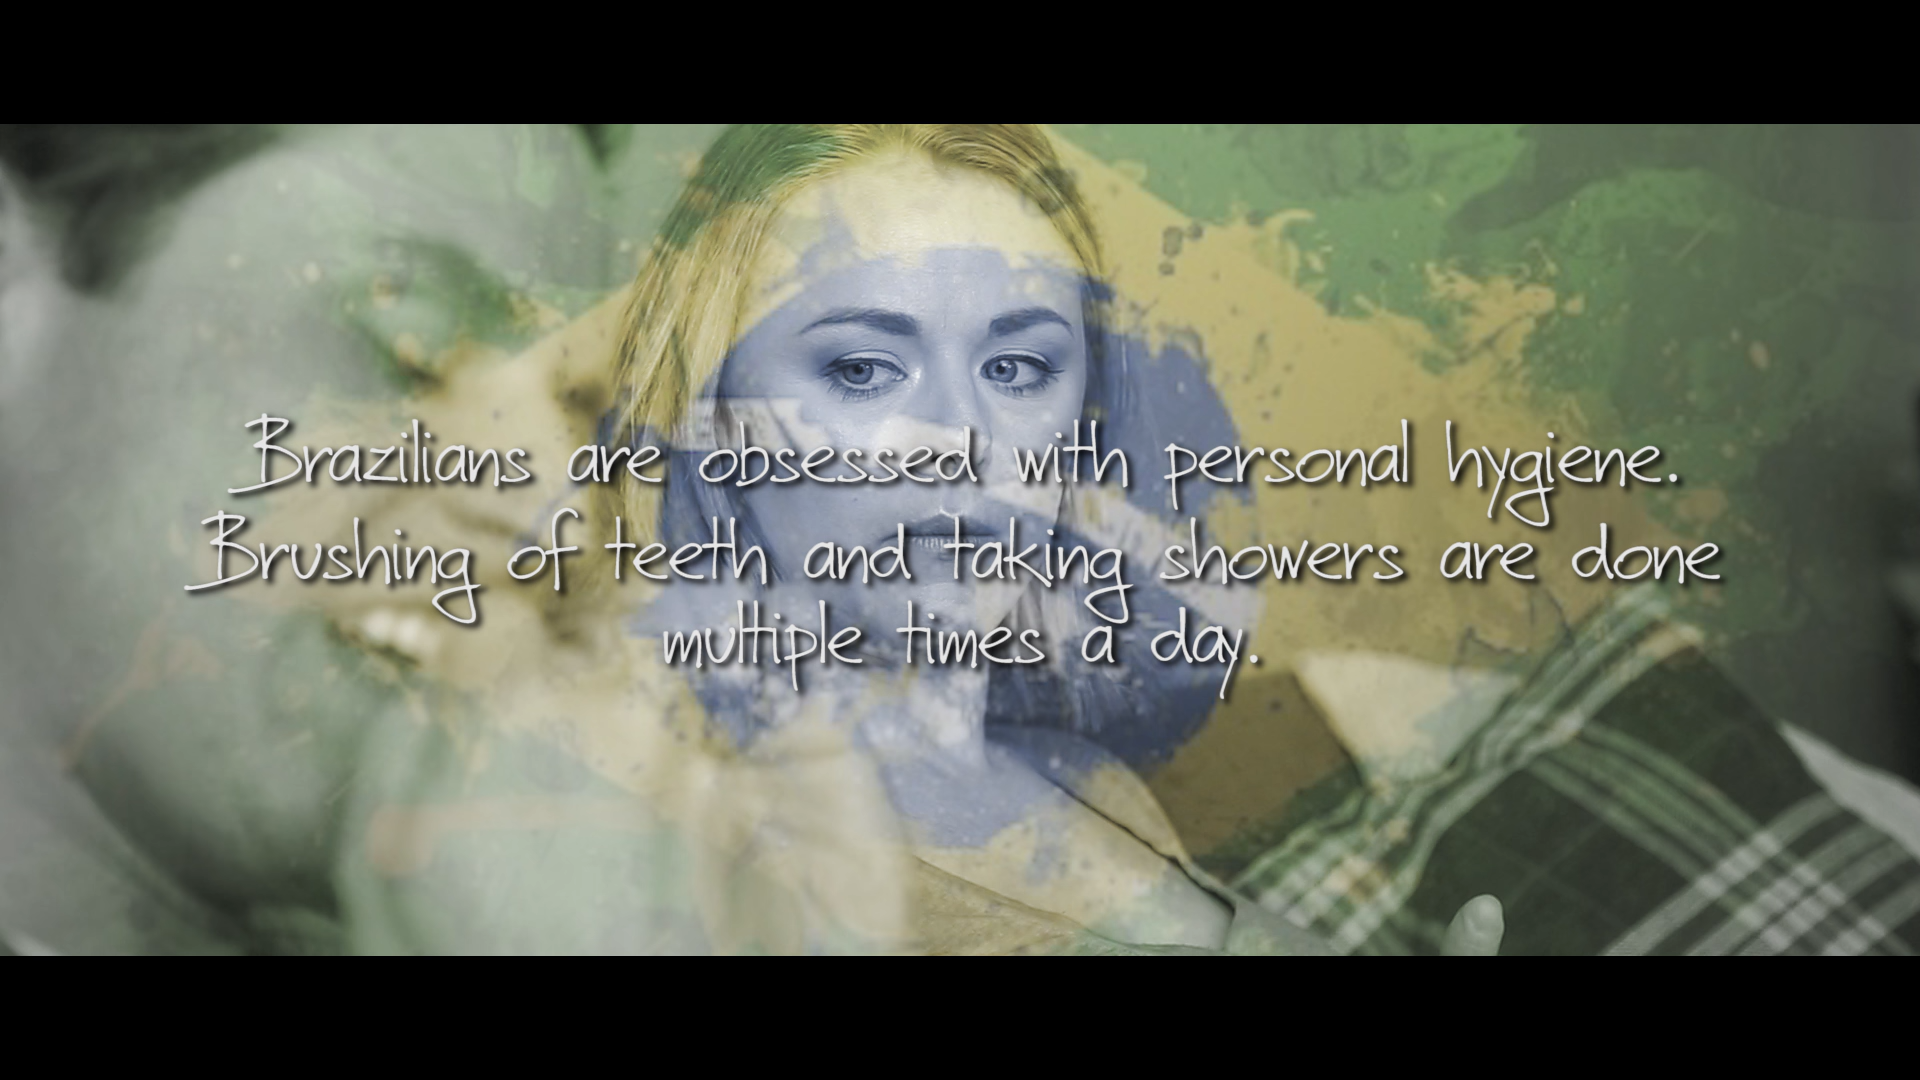 Brazilians are obsessed with personal hygiene.
Brushing of teeth and taking showers are done
multiple times a day.